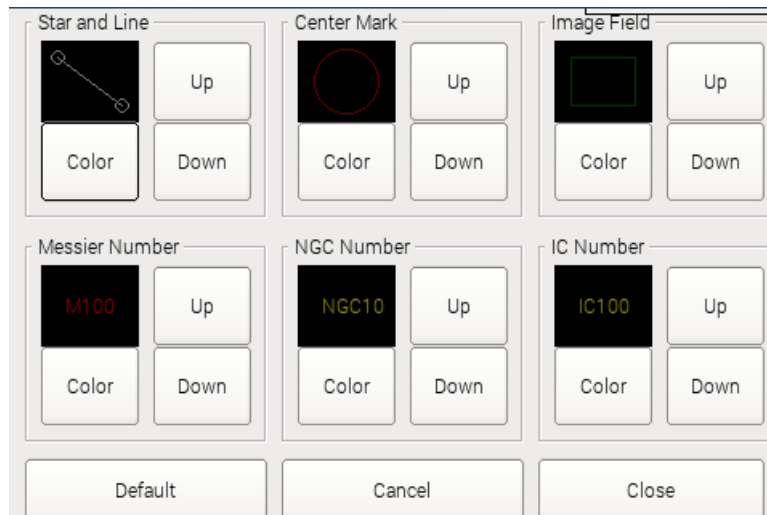 Star and Line
Center Mark
Image Field
Up
Up
Up
Color
Down
Color
Down
Color
Down
Messier Number
NGC Number
IC Number
M100
Up
NGC10
Up
IC100
Up
Color
Down
Color
Down
Color
Down
Default
Cancel
Close